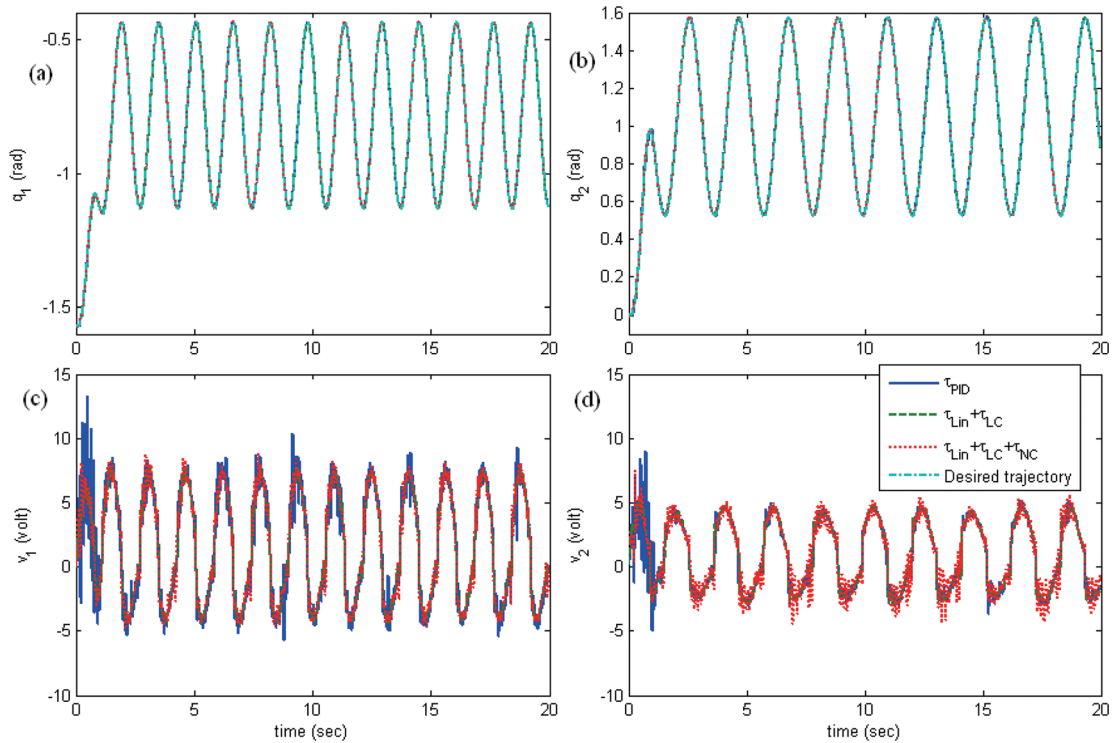 (a)
q1 (rad)
-0.5
-1
-1.5
0 5 10 15 20
(b)
q2 (rad)
1.6
1.4
1.2
1
0.8
0.6
0.4
0.2
0
0 5 10 15 20
(c)
v1 (volt)
15
10
5
0
-5
-10
0 5 10 15 20
time (sec)
(d)
v2 (volt)
15
10
5
0
-5
-10
0 5 10 15 20
time (sec)
τPID
τLin+τLC
τLin+τLC+τNC
Desired trajectory